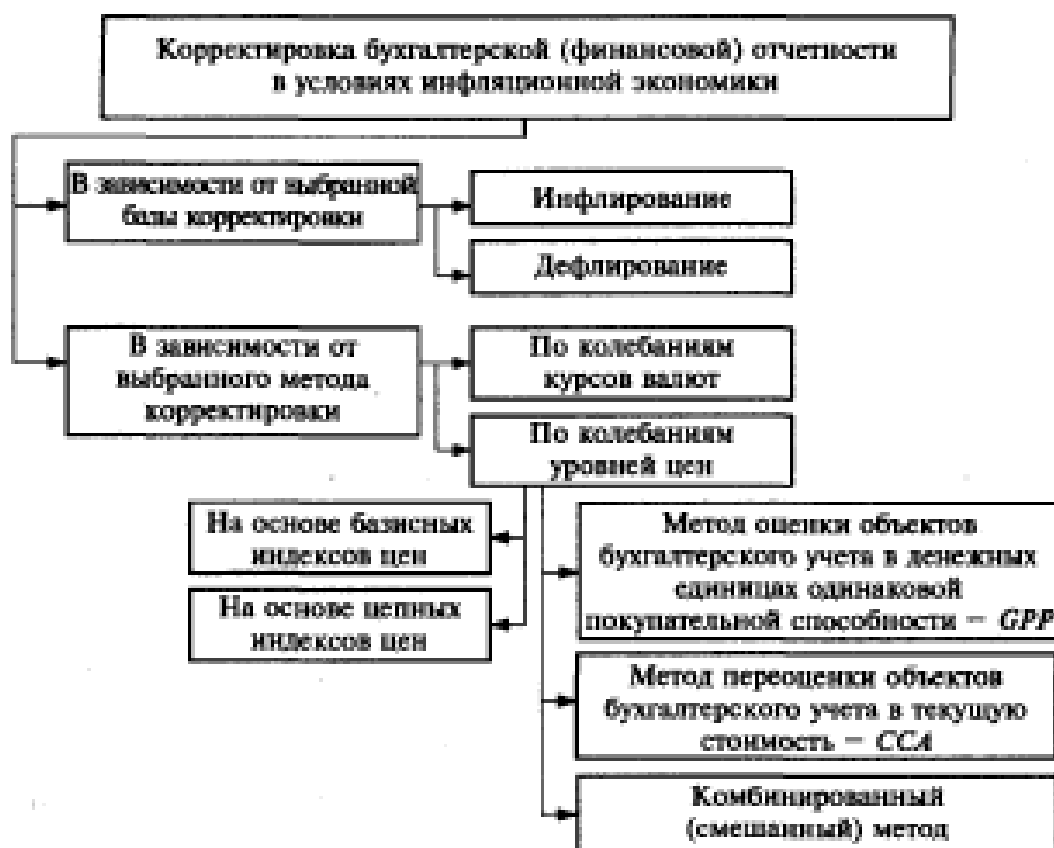 Корректировка бухгалтерской (финансовой) отчетности
в условиях инфляционной экономики
В зависимости от выбранной
базы корректировки
Инфлирование
Дефлирование
В зависимости от
выбранного метода
корректировки
По колебаниям
курсов валют
По колебаниям
уровней цен
На основе базисных
индексов цен
На основе цепных
индексов цен
Метод оценки объектов
бухгалтерского учета в денежных
единицах одинаковой
покупательной способности − GPP
Метод переоценки объектов
бухгалтерского учета в текущую
стоимость − CCA
Комбинированный
(смешанный) метод